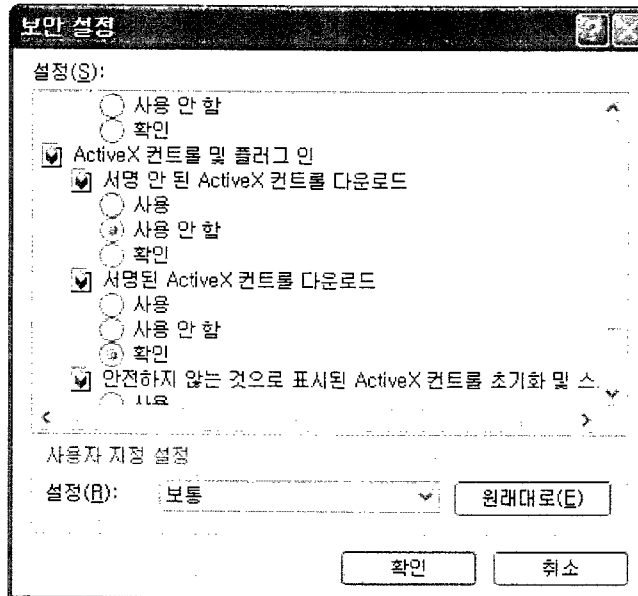 보안 설정
설정(S):
사용 안 함
확인
ActiveX 컨트롤 및 플러그 인
서명 안 된 ActiveX 컨트롤 다운로드
사용
사용 안 함
확인
서명된 ActiveX 컨트롤 다운로드
사용
사용 안 함
확인
안전하지 않는 것으로 표시된 ActiveX 컨트롤 초기화 및 스
사용
사용자 지정 설정
설정(R): 보통 원래대로(E)
확인 취소